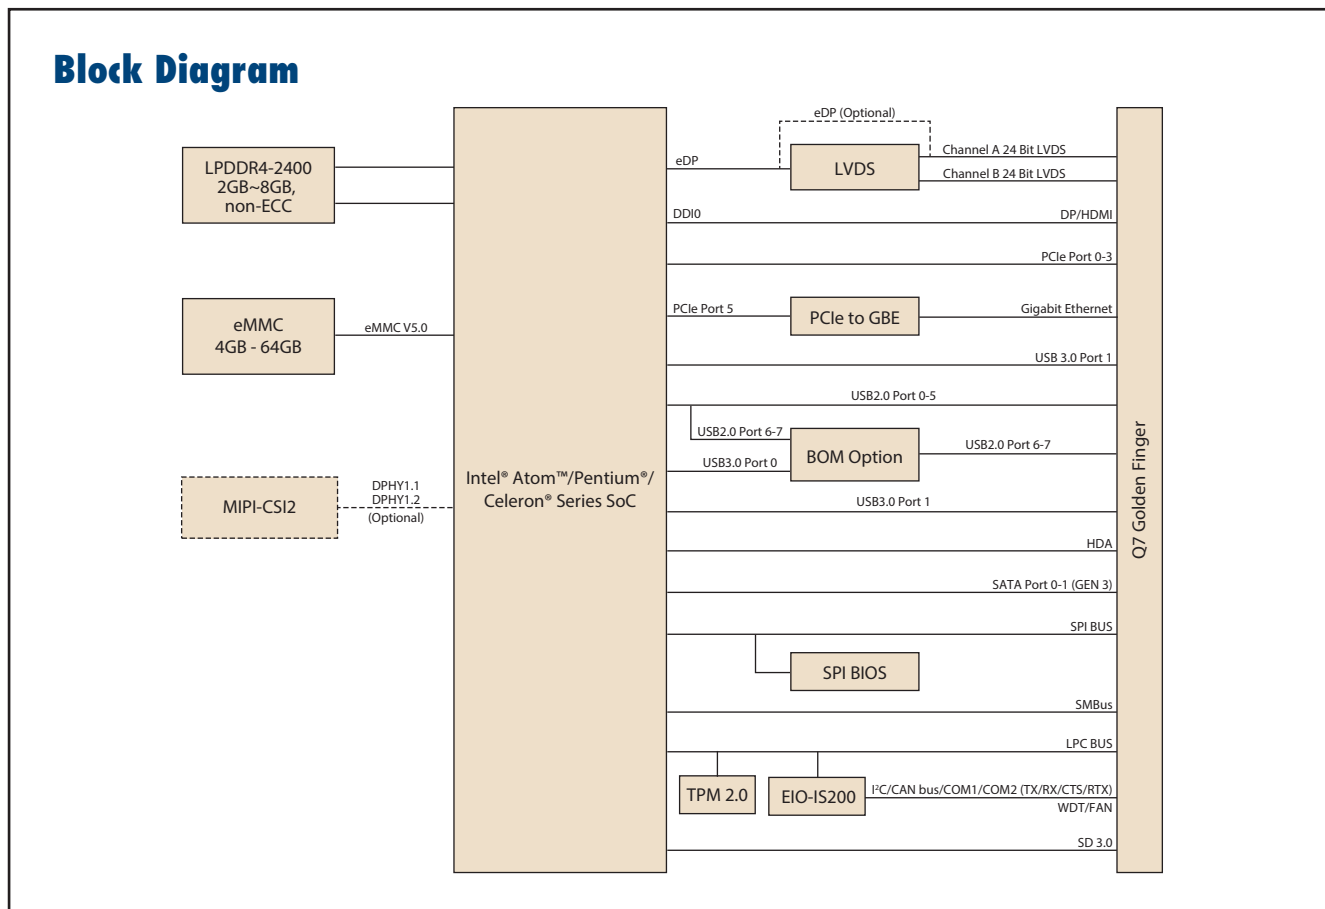 Block Diagram
LPDDR4-2400
2GB~8GB,
non-ECC
eMMC
4GB - 64GB
eMMC V5.0
MIPI-CSI2
DPHY1.1
DPHY1.2
(Optional)
Intel® Atom™/Pentium®/
Celeron® Series SoC
eDP (Optional)
eDP
LVDS
Channel A 24 Bit LVDS
Channel B 24 Bit LVDS
DDI0
DP/HDMI
PCIe Port 0-3
PCIe Port 5
PCIe to GBE
Gigabit Ethernet
USB 3.0 Port 1
USB2.0 Port 0-5
USB2.0 Port 6-7
USB3.0 Port 0
BOM Option
USB2.0 Port 6-7
USB3.0 Port 1
HDA
SATA Port 0-1 (GEN 3)
SPI BUS
SPI BIOS
SMBus
LPC BUS
TPM 2.0
EIO-IS200
I²C/CAN bus/COM1/COM2 (TX/RX/CTS/RTX)
WDT/FAN
SD 3.0
Q7 Golden Finger